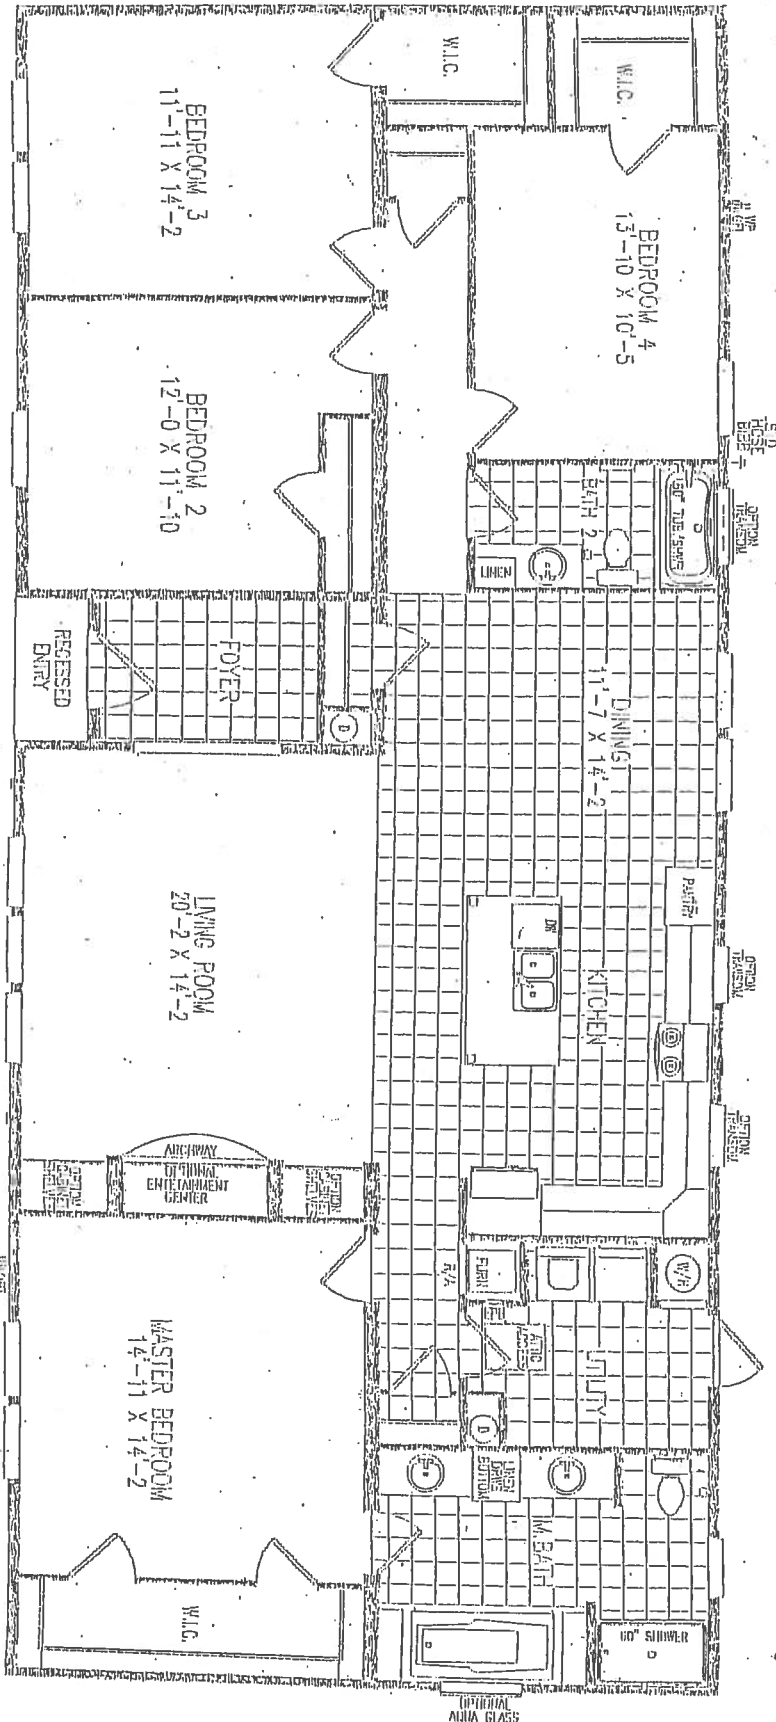 W.I.C.
W.I.C.
BEDROOM 3
11'-11 X 14'-2
BEDROOM 4
13'-10 X 10'-5
HOSE
BIBB
BEDROOM 2
12'-0 X 11'-10
BATH 2
60" TUB/SHWR
OPTION
TRANSOM
LINEN
RECESSED
ENTRY
FOYER
D
DINING
11'-7 X 14'-2
PANTRY
DW
KITCHEN
OPTION
TRANSOM
LIVING ROOM
20'-2 X 14'-2
OPTION
TRANSOM
ARCHWAY
OPTIONAL
ENTERTAINMENT
CENTER
R/A
FURN
W/H
ATTIC
ACCESS
UTILITY
D
MASTER BEDROOM
14'-11 X 14'-2
LINEN
DRWS
BOTTOM
M.BATH
W.I.C.
60" SHOWER
OPTIONAL
AQUA GLASS